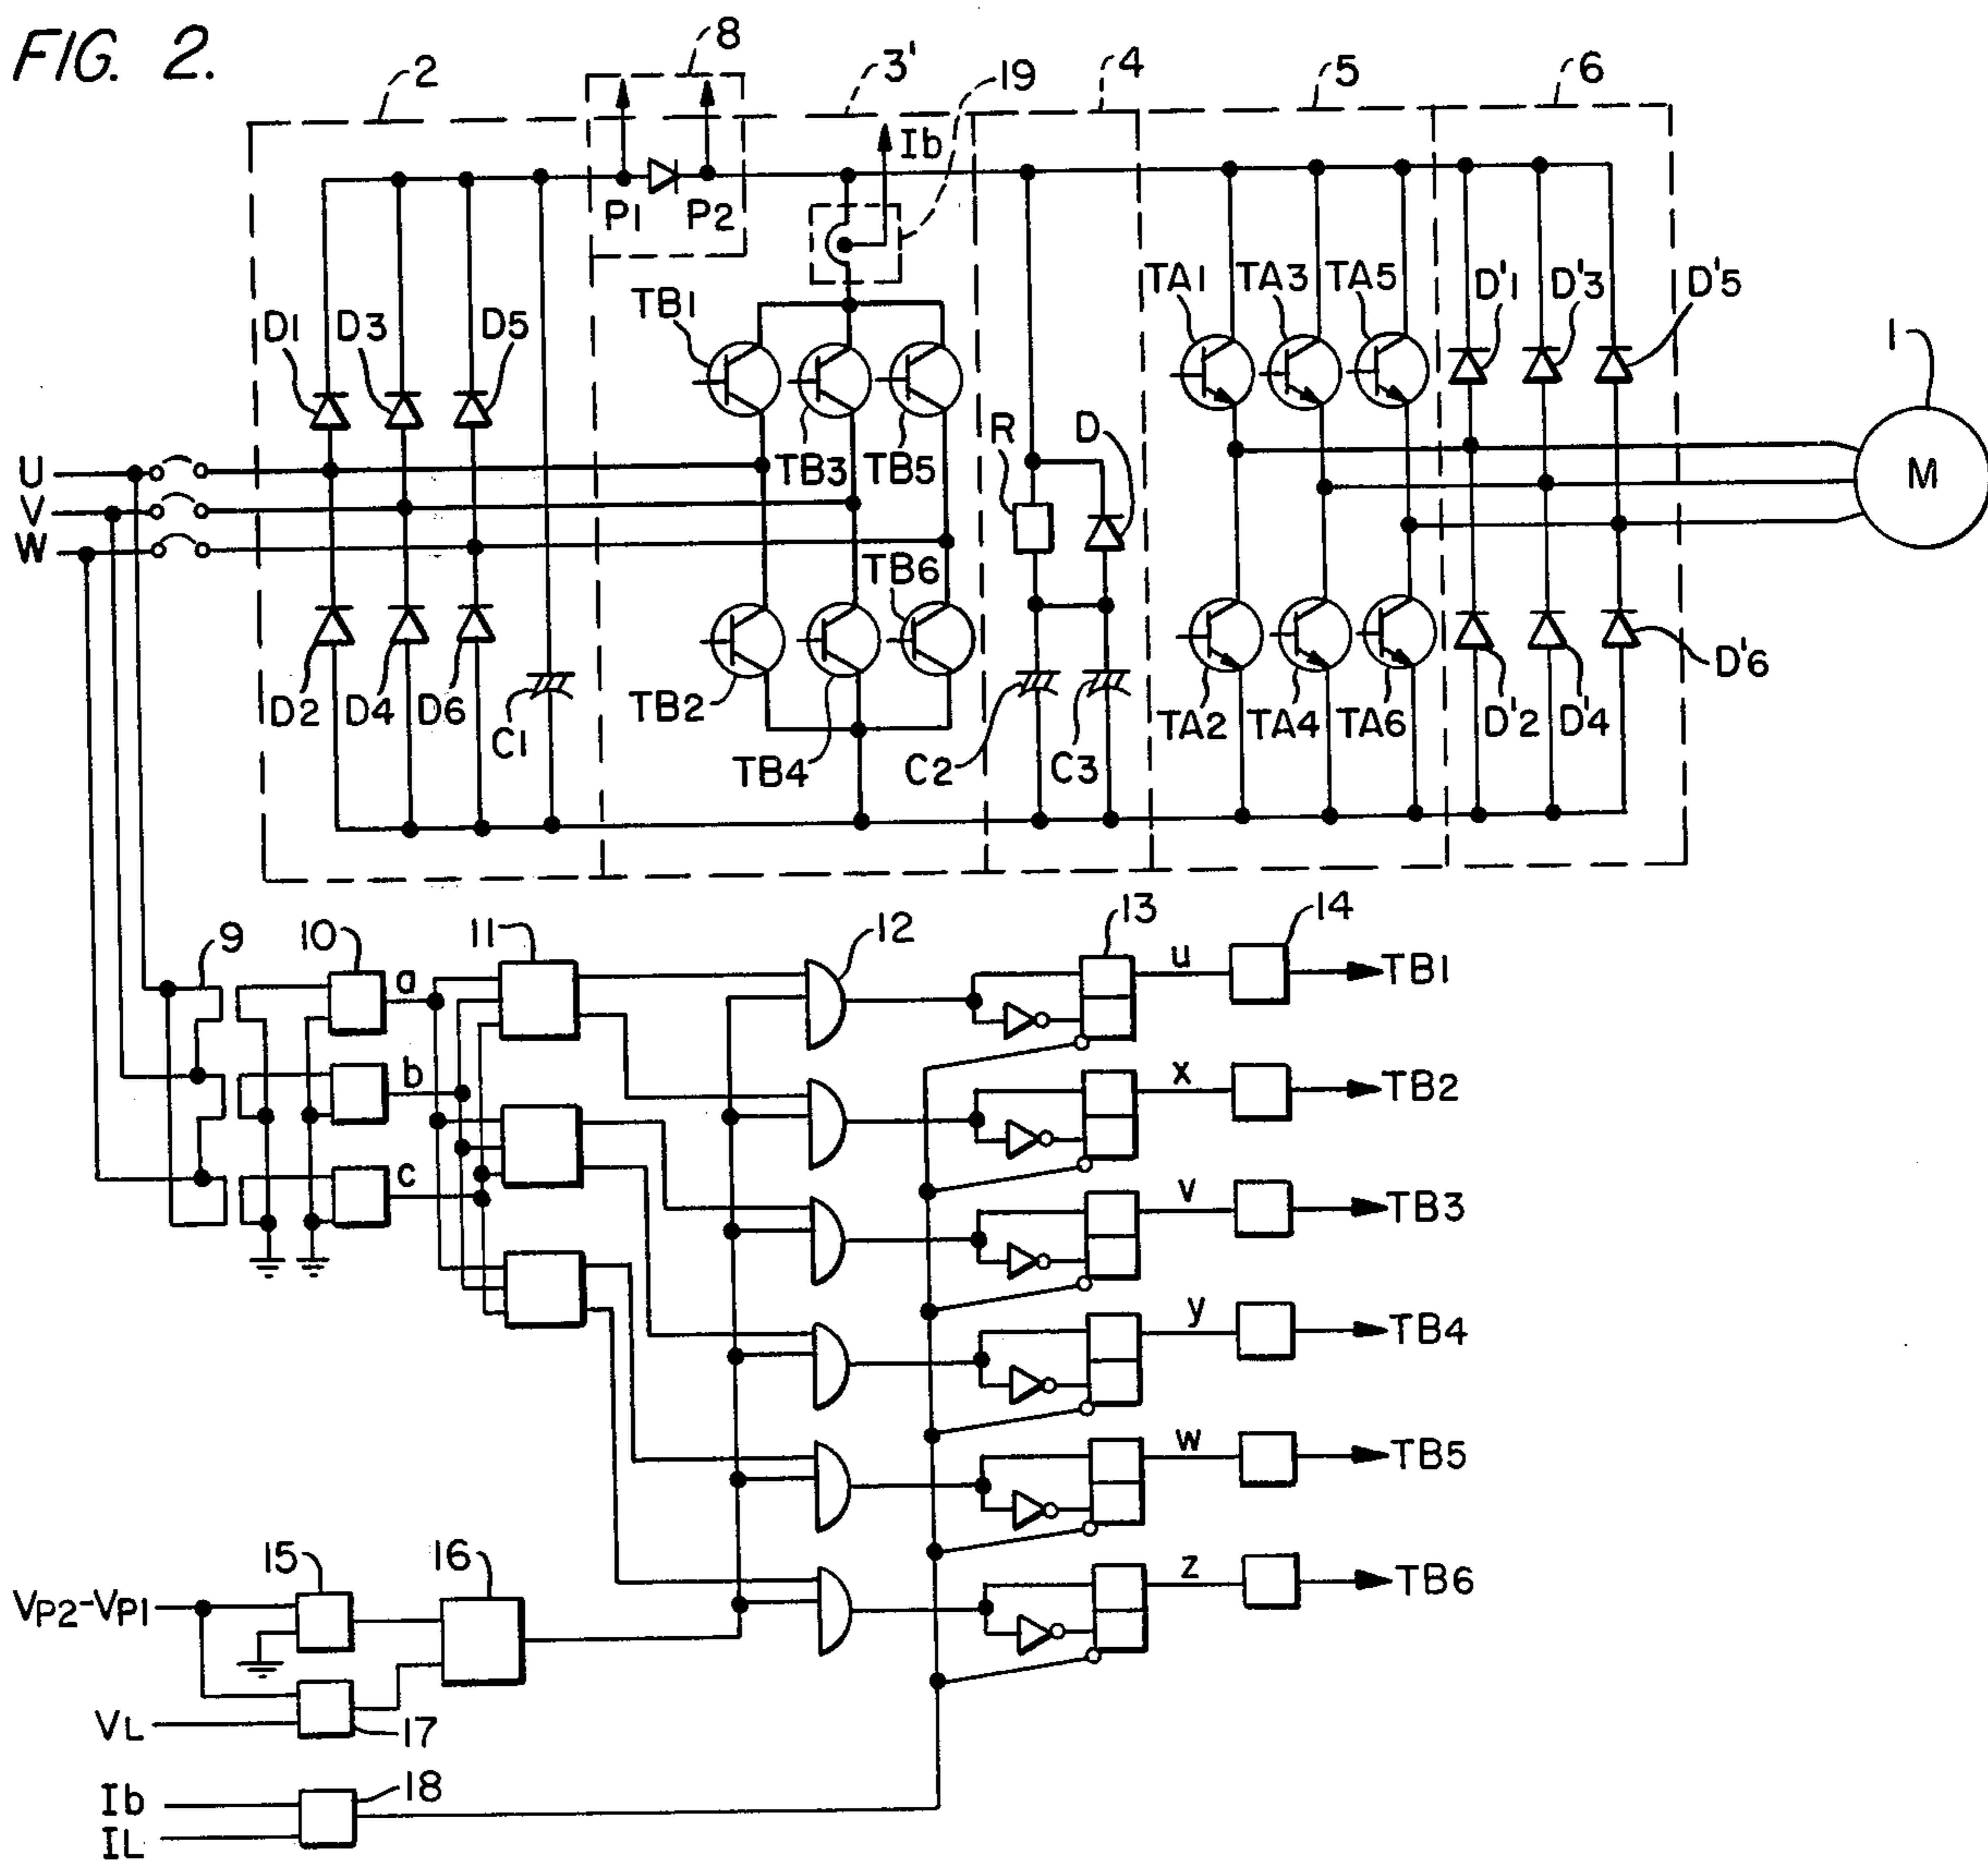 FIG. 2.
2
8
3'
19
4
5
6
Ib
P1 P2
D1 D3 D5
TB1
TA1 TA3 TA5 D'1 D'3 D'5
1
U
V
W
TB3 TB5
R D
M
TB6
D2 D4 D6
C1
TB2
TB4
C2 C3
TA2 TA4 TA6 D'2 D'4 D'6
9 10 a 11 12 13 u 14 TB1
b x TB2
c v TB3
y TB4
w TB5
15 16 z TB6
VP2-VP1
VL 17
Ib 18
IL